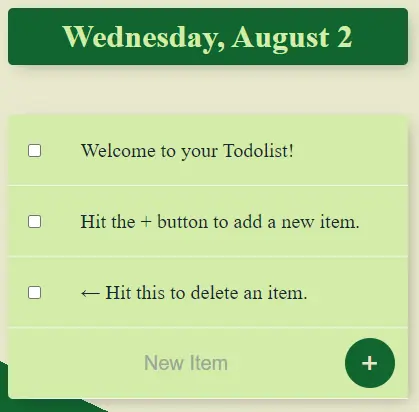 Wednesday, August 2
Welcome to your Todolist!
Hit the + button to add a new item.
← Hit this to delete an item.
New Item +